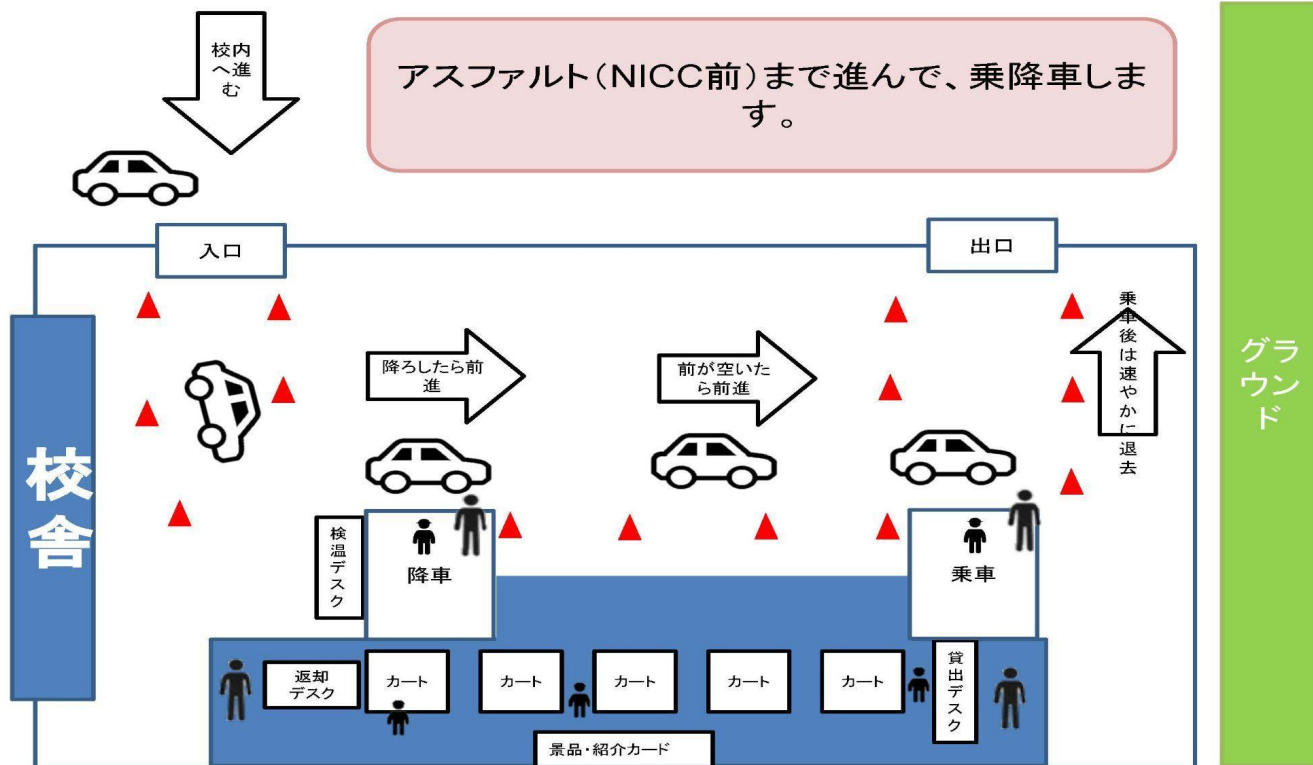 校内
へ進
む
アスファルト（NICC前）まで進んで、乗降車しま
す。
入口
出口
降ろしたら前
進
前が空いた
ら前進
乗車後は速やかに退去
グラ
ウン
ド
校舎
検温デスク
降車
乗車
返却
デスク
カート
カート
カート
カート
カート
貸出デスク
景品・紹介カード